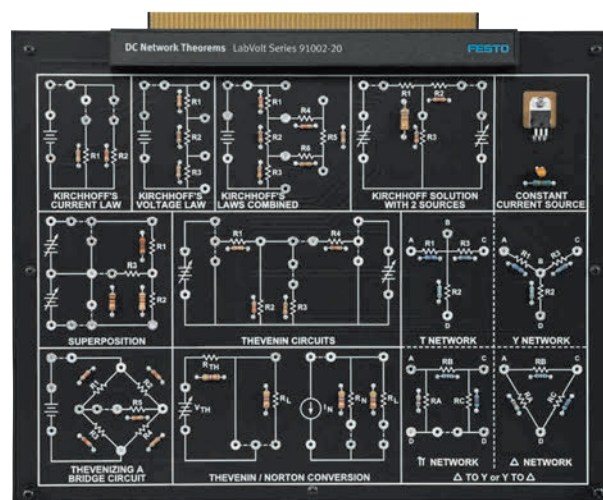 DC Network Theorems LabVolt Series 91002-20
FESTO
R1
R2
KIRCHHOFF'S
CURRENT LAW
R1
R2
R3
KIRCHHOFF'S
VOLTAGE LAW
R1
R4
R2
R5
R6
R3
KIRCHHOFF'S
LAWS COMBINED
R1
R2
R3
KIRCHHOFF SOLUTION
WITH 2 SOURCES
CONSTANT
CURRENT SOURCE
R1
R3
R2
SUPERPOSITION
R1
R4
R2
R3
THEVENIN CIRCUITS
B
A
C
R1
R3
R2
D
T NETWORK
A
C
R1
R3
B
R2
D
Y NETWORK
R1
R2
R5
R3
R4
THEVENIZING A
BRIDGE CIRCUIT
RTH
VTH
RL
IN
RN
RL
THEVENIN / NORTON CONVERSION
A
RB
C
RA
RC
D
D
π NETWORK
A
RB
C
RA
RC
D
Δ NETWORK
Δ TO Y or Y TO Δ